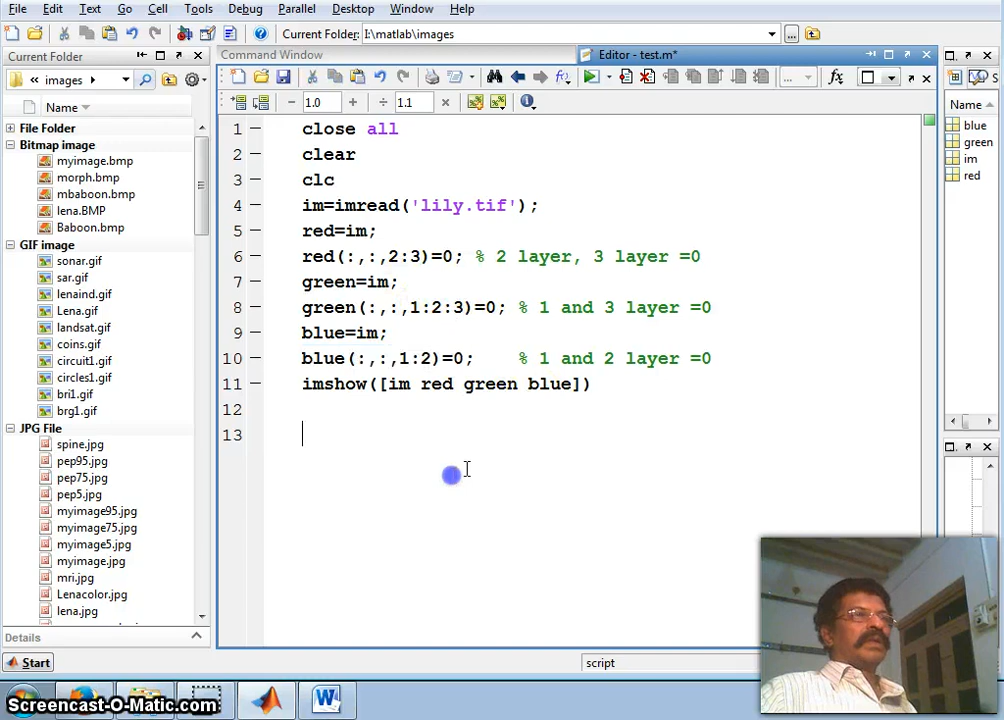 File Edit Text Go Cell Tools Debug Parallel Desktop Window Help
Current Folder: I:\matlab\images
Current Folder
Command Window
Editor - test.m*
« images
1.0
1.1
Name
File Folder
Bitmap image
myimage.bmp
morph.bmp
mbaboon.bmp
lena.BMP
Baboon.bmp
GIF image
sonar.gif
sar.gif
lenaind.gif
Lena.gif
landsat.gif
coins.gif
circuit1.gif
circles1.gif
bri1.gif
brg1.gif
JPG File
spine.jpg
pep95.jpg
pep75.jpg
pep5.jpg
myimage95.jpg
myimage75.jpg
myimage5.jpg
myimage.jpg
mri.jpg
Lenacolor.jpg
lena.jpg
Details
1 close all
2 clear
3 clc
4 im=imread('lily.tif');
5 red=im;
6 red(:,:,2:3)=0; % 2 layer, 3 layer =0
7 green=im;
8 green(:,:,1:2:3)=0; % 1 and 3 layer =0
9 blue=im;
10 blue(:,:,1:2)=0; % 1 and 2 layer =0
11 imshow([im red green blue])
12
13
S
Name
blue
green
im
red
Start
script
Screencast-O-Matic.com